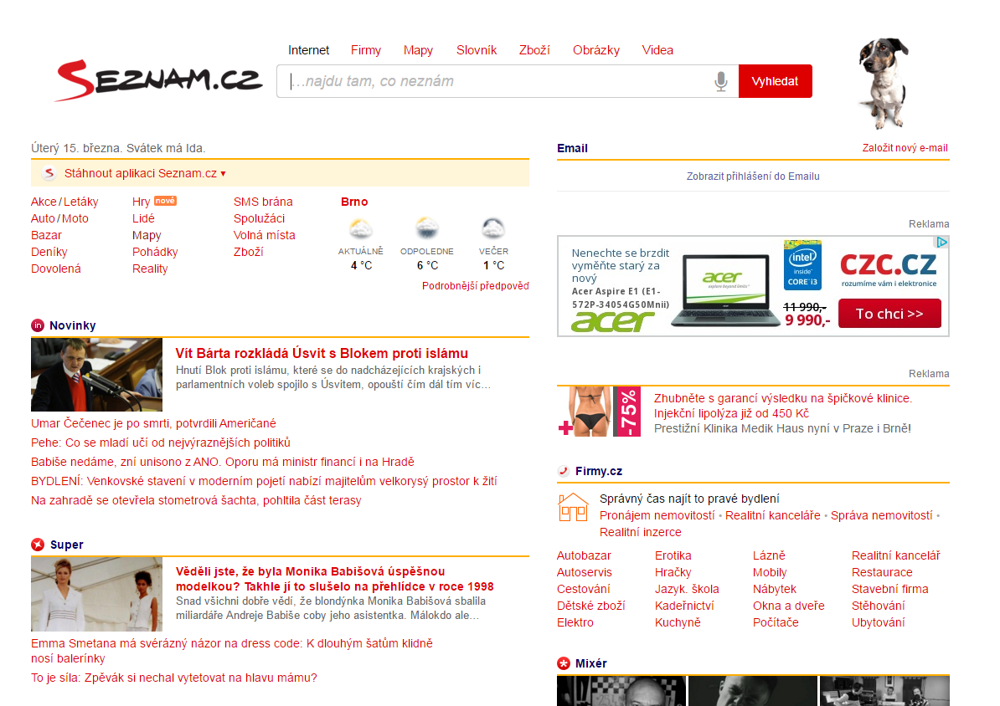 Internet Firmy Mapy Slovník Zboží Obrázky Videa
SEZNAM.CZ
...najdu tam, co neznám
Vyhledat
Úterý 15. března. Svátek má Ida.
Stáhnout aplikaci Seznam.cz ▾
Akce / Letáky
Auto / Moto
Bazar
Deníky
Dovolená
Hry nové
Lidé
Mapy
Pohádky
Reality
SMS brána
Spolužáci
Volná místa
Zboží
Brno
AKTUÁLNĚ ODPOLEDNE VEČER
4 °C 6 °C 1 °C
Podrobnější předpověd
in Novinky
Vít Bárta rozkládá Úsvit s Blokem proti islámu
Hnutí Blok proti islámu, které se do nadcházejících krajských i
parlamentních voleb spojilo s Úsvitem, opouští čím dál tím víc...
Umar Čečenec je po smrti, potvrdili Američané
Pehe: Co se mladí učí od nejvýraznějších politiků
Babiše nedáme, zní unisono z ANO. Oporu má ministr financí i na Hradě
BYDLENÍ: Venkovské stavení v moderním pojetí nabízí majitelům velkorysý prostor k žití
Na zahradě se otevřela stometrová šachta, pohltila část terasy
Super
Věděli jste, že byla Monika Babišová úspěšnou
modelkou? Takhle jí to slušelo na přehlídce v roce 1998
Snad všichni dobře vědí, že blondýnka Monika Babišová sbalila
miliardáře Andreje Babiše coby jeho asistentka. Málokdo ale...
Emma Smetana má svérázný názor na dress code: K dlouhým šatům klidně
nosí balerínky
To je síla: Zpěvák si nechal vytetovat na hlavu mámu?
Email
Založit nový e-mail
Zobrazit přihlášení do Emailu
Reklama
Nenechte se brzdit
vyměňte starý za
nový
Acer Aspire E1 (E1-
572P-34054G50Mnii)
acer
acer
explore beyond limits
intel
inside
CORE i3
11 990,-
9 990,-
CZC.CZ
rozumíme vám i elektronice
To chci >>
Reklama
-75%
Zhubněte s garancí výsledku na špičkové klinice.
Injekční lipolýza již od 450 Kč
Prestižní Klinika Medik Haus nyní v Praze i Brně!
Firmy.cz
Správný čas najít to pravé bydlení
Pronájem nemovitostí • Realitní kanceláře • Správa nemovitostí •
Realitní inzerce
Autobazar
Autoservis
Cestování
Dětské zboží
Elektro
Erotika
Hračky
Jazyk. škola
Kadeřnictví
Kuchyně
Lázně
Mobily
Nábytek
Okna a dveře
Počítače
Realitní kancelář
Restaurace
Stavební firma
Stěhování
Ubytování
Mixér